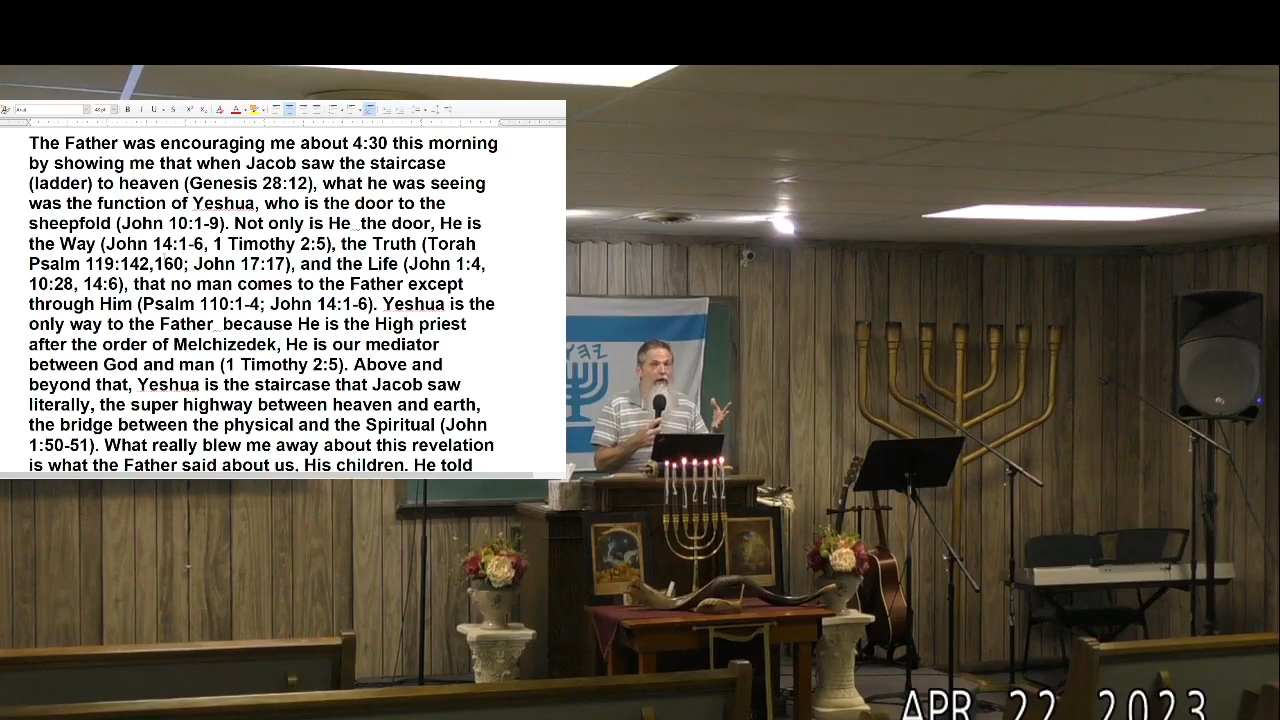 The Father was encouraging me about 4:30 this morning
by showing me that when Jacob saw the staircase
(ladder) to heaven (Genesis 28:12), what he was seeing
was the function of Yeshua, who is the door to the
sheepfold (John 10:1-9). Not only is He  the door, He is
the Way (John 14:1-6, 1 Timothy 2:5), the Truth (Torah
Psalm 119:142,160; John 17:17), and the Life (John 1:4,
10:28, 14:6), that no man comes to the Father except
through Him (Psalm 110:1-4; John 14:1-6). Yeshua is the
only way to the Father  because He is the High priest
after the order of Melchizedek, He is our mediator
between God and man (1 Timothy 2:5). Above and
beyond that, Yeshua is the staircase that Jacob saw
literally, the super highway between heaven and earth,
the bridge between the physical and the Spiritual (John
1:50-51). What really blew me away about this revelation
is what the Father said about us, His children. He told
APR 22 2023